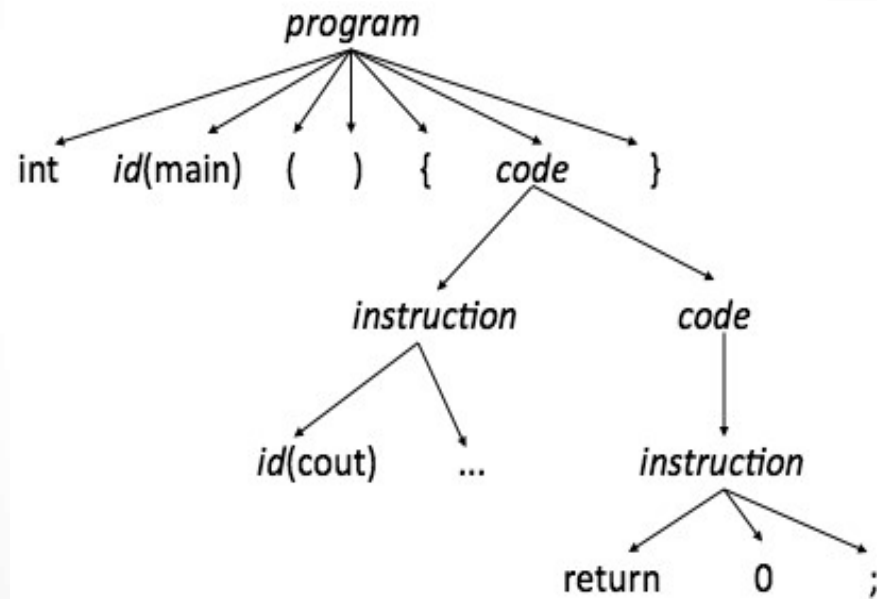 program
int id(main) ( ) { code }
instruction code
id(cout) ... instruction
return 0 ;